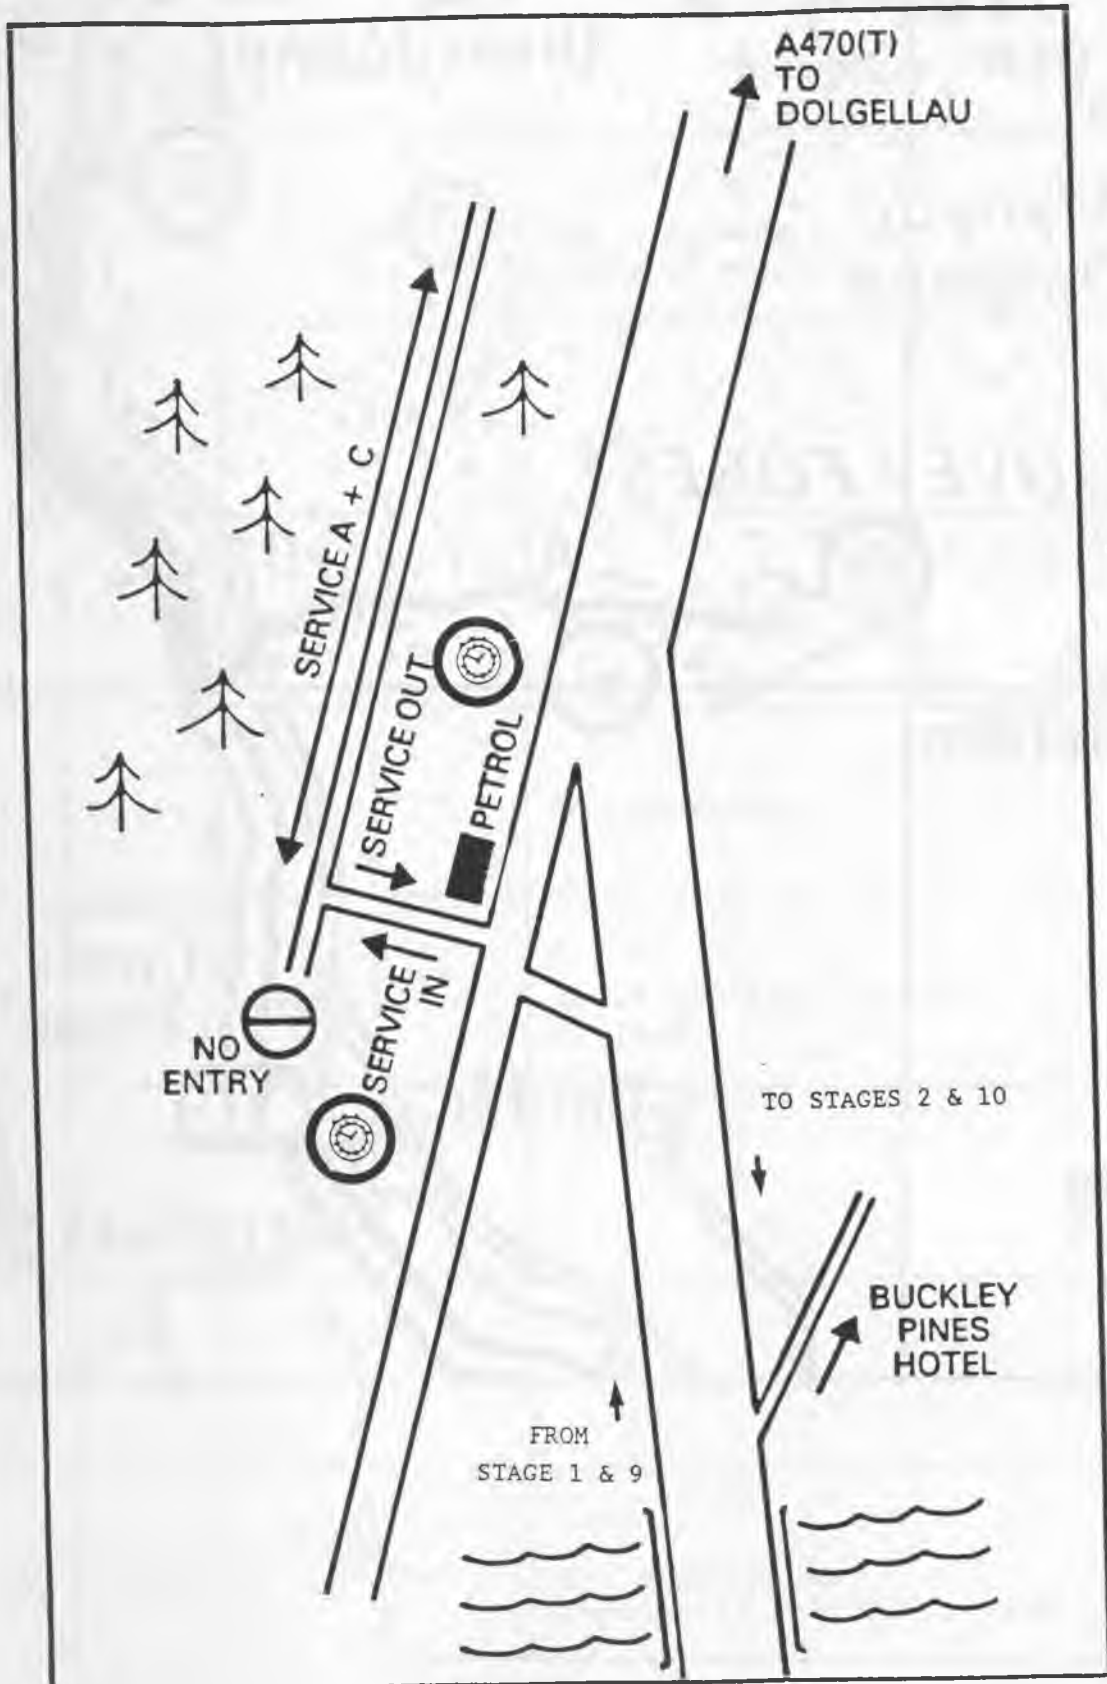 A470(T)
TO
DOLGELLAU
SERVICE A + C
SERVICE OUT
PETROL
SERVICE
IN
NO
ENTRY
TO STAGES 2 & 10
BUCKLEY
PINES
HOTEL
FROM
STAGE 1 & 9